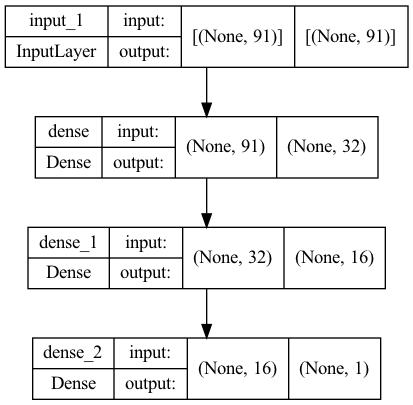 input_1 input: [(None, 91)] [(None, 91)]
InputLayer output:
dense input: (None, 91) (None, 32)
Dense output:
dense_1 input: (None, 32) (None, 16)
Dense output:
dense_2 input: (None, 16) (None, 1)
Dense output: